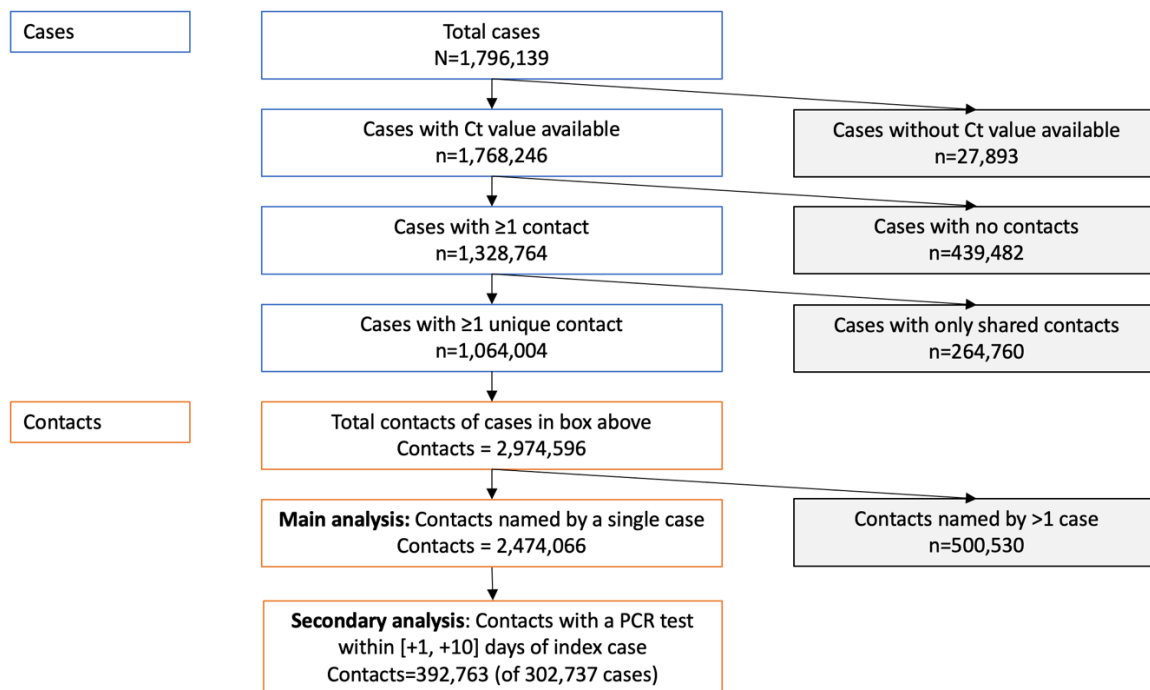 Cases
Total cases
N=1,796,139
Cases with Ct value available
n=1,768,246
Cases without Ct value available
n=27,893
Cases with ≥1 contact
n=1,328,764
Cases with no contacts
n=439,482
Cases with ≥1 unique contact
n=1,064,004
Cases with only shared contacts
n=264,760
Contacts
Total contacts of cases in box above
Contacts = 2,974,596
Main analysis: Contacts named by a single case
Contacts = 2,474,066
Contacts named by >1 case
n=500,530
Secondary analysis: Contacts with a PCR test
within [+1, +10] days of index case
Contacts=392,763 (of 302,737 cases)